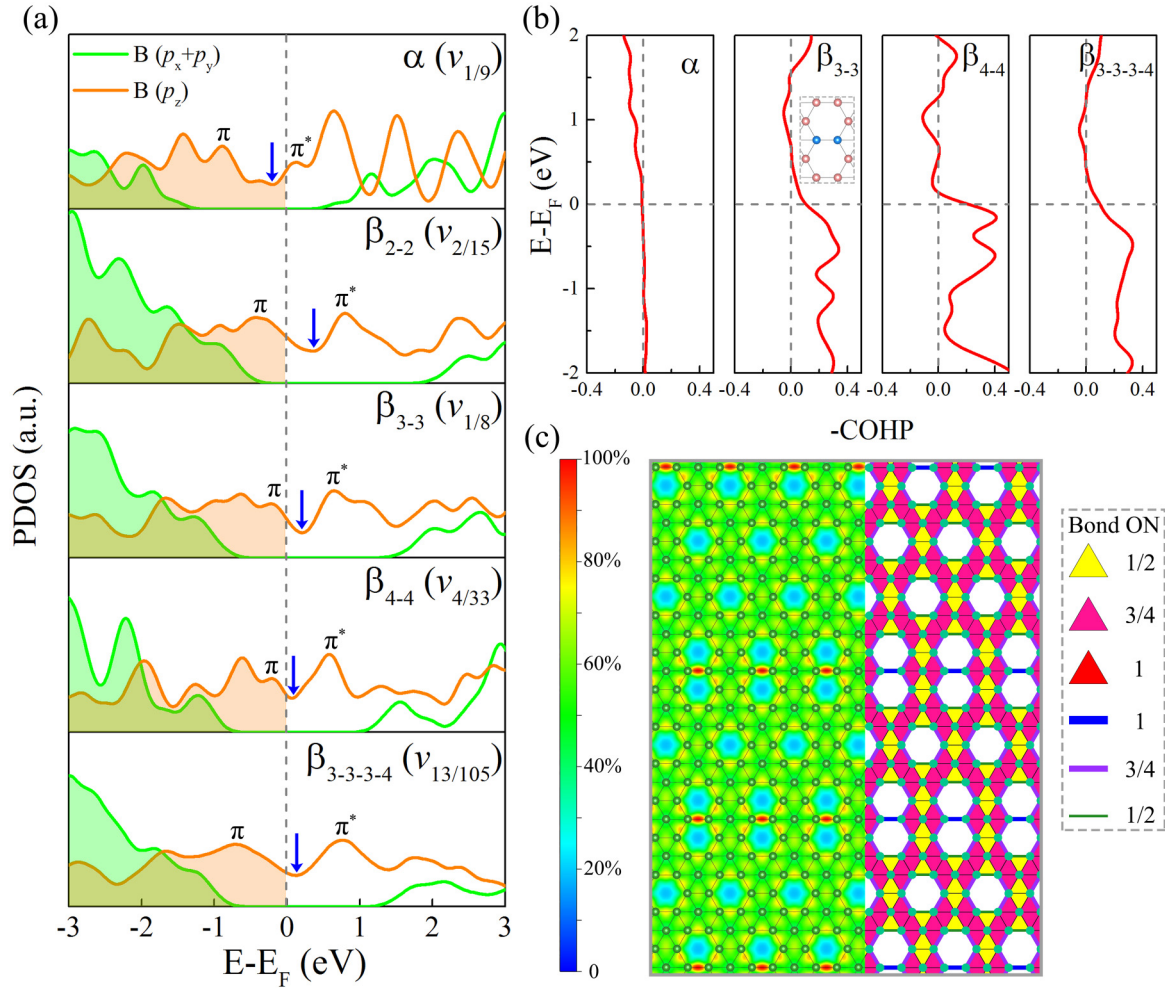 (a)
B (px+py)
B (pz)
α (v1/9)
π
π*
β2-2 (v2/15)
π
π*
β3-3 (v1/8)
π
π*
β4-4 (v4/33)
π
π*
β3-3-3-4 (v13/105)
π
π*
PDOS (a.u.)
-3 -2 -1 0 1 2 3
E-EF (eV)
(b)
α
β3-3
β4-4
β3-3-3-4
2
1
0
-1
-2
E-EF (eV)
-0.4 0.0 -0.4 0.0 0.4 -0.4 0.0 0.4 -0.4 0.0 0.4
-COHP
(c)
100%
80%
60%
40%
20%
0
Bond ON
1/2
3/4
1
1
3/4
1/2